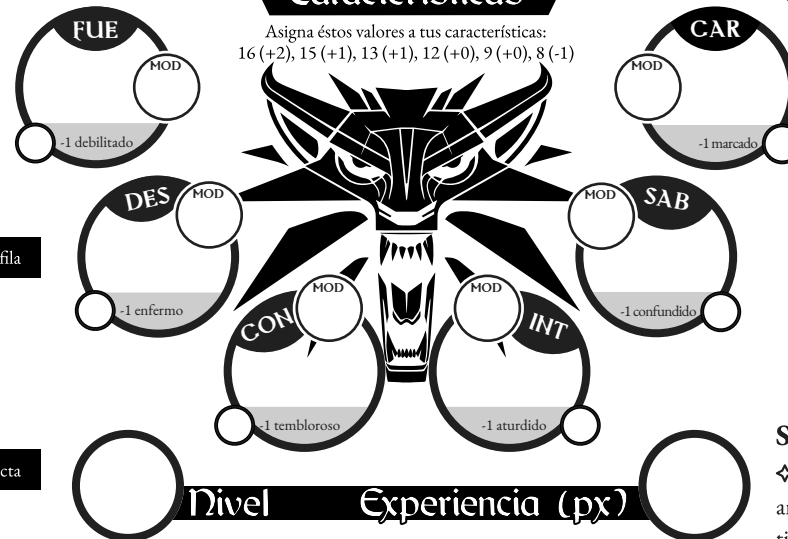 Características
Asigna éstos valores a tus características:
16 (+2), 15 (+1), 13 (+1), 12 (+0), 9 (+0), 8 (-1)
FUE
MOD
-1 debilitado
CAR
MOD
-1 marcado
DES
MOD
-1 enfermo
SAB
MOD
-1 confundido
fila
CON
MOD
-1 tembloroso
INT
MOD
-1 aturdido
cta
Nivel
Experiencia (px)